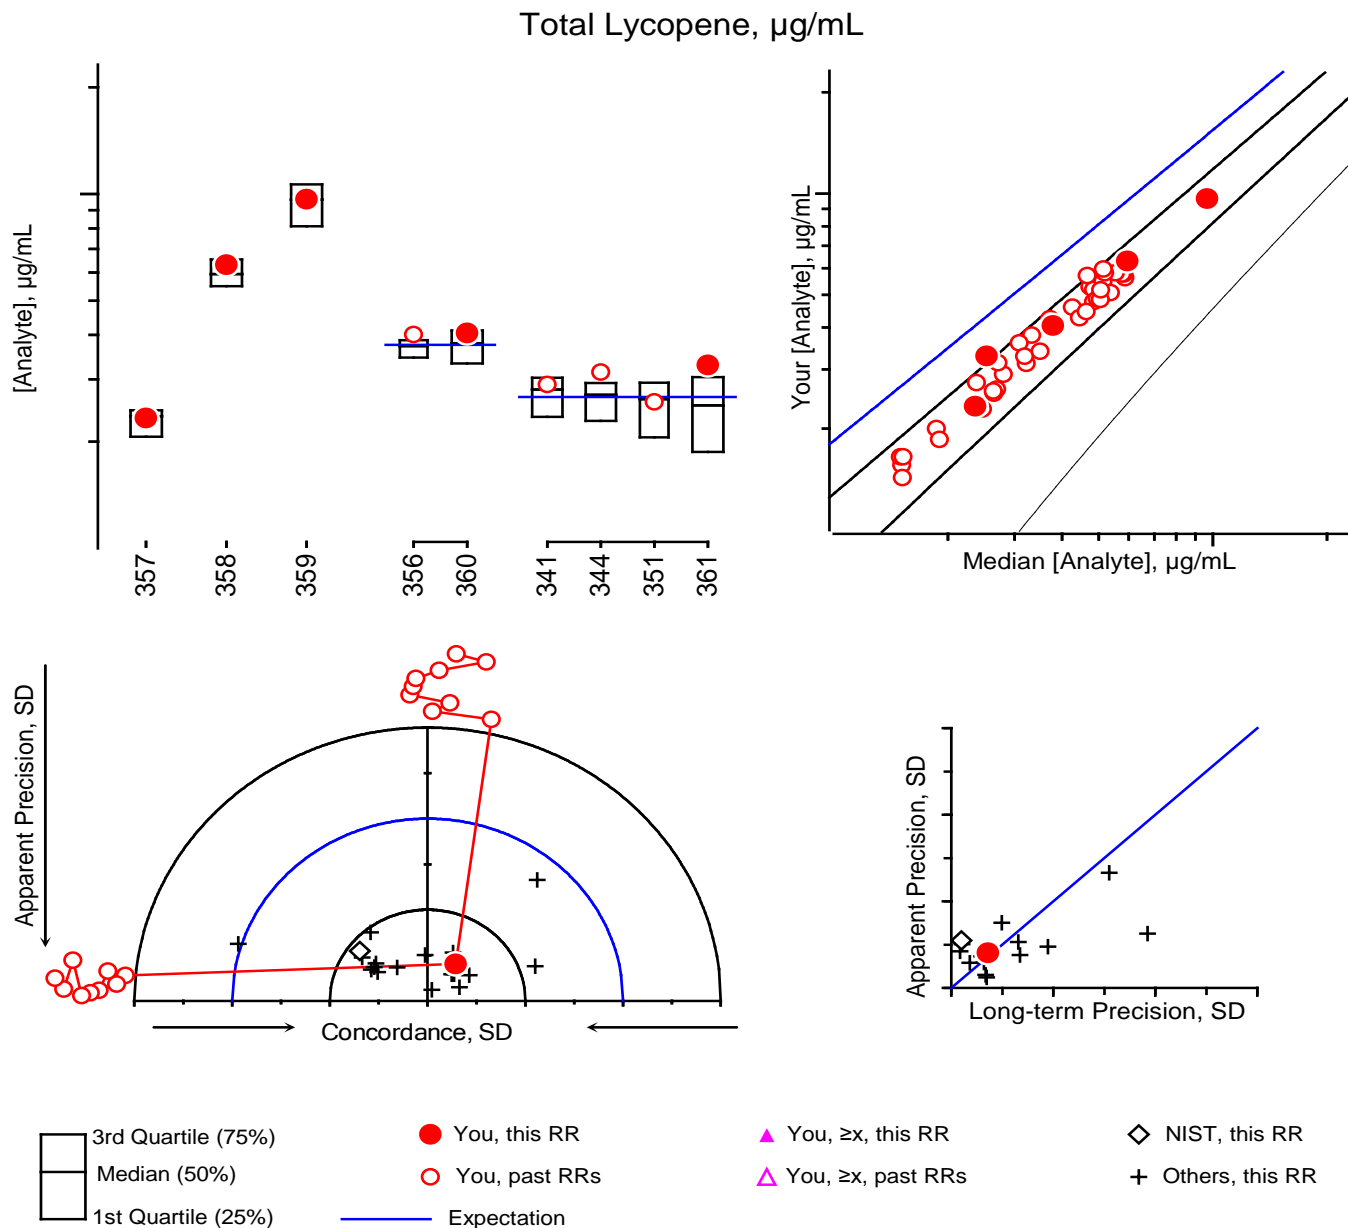 Total Lycopene, µg/mL
[Analyte], µg/mL
357
358
359
356
360
341
344
351
361
Your [Analyte], µg/mL
Median [Analyte], µg/mL
Apparent Precision, SD
Concordance, SD
Apparent Precision, SD
Long-term Precision, SD
3rd Quartile (75%)
Median (50%)
1st Quartile (25%)
You, this RR
You, past RRs
Expectation
You, ≥x, this RR
You, ≥x, past RRs
NIST, this RR
Others, this RR